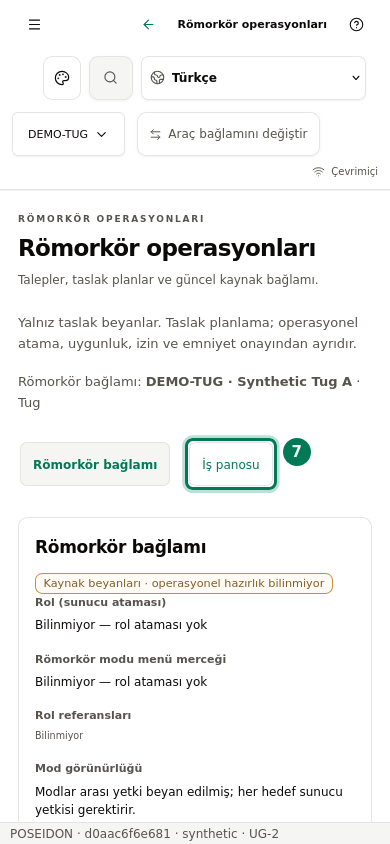 Römorkör operasyonları
Türkçe
DEMO-TUG
Araç bağlamını değiştir
Çevrimiçi
RÖMORKÖR OPERASYONLARI
Römorkör operasyonları
Talepler, taslak planlar ve güncel kaynak bağlamı.
Yalnız taslak beyanlar. Taslak planlama; operasyonel
atama, uygunluk, izin ve emniyet onayından ayrıdır.
Römorkör bağlamı: DEMO-TUG · Synthetic Tug A ·
Tug
Römorkör bağlamı
İş panosu
7
Römorkör bağlamı
Kaynak beyanları · operasyonel hazırlık bilinmiyor
Rol (sunucu ataması)
Bilinmiyor — rol ataması yok
Römorkör modu menü merceği
Bilinmiyor — rol ataması yok
Rol referansları
Bilinmiyor
Mod görünürlüğü
Modlar arası yetki beyan edilmiş; her hedef sunucu
yetkisi gerektirir.
POSEIDON · d0aac6f6e681 · synthetic · UG-2